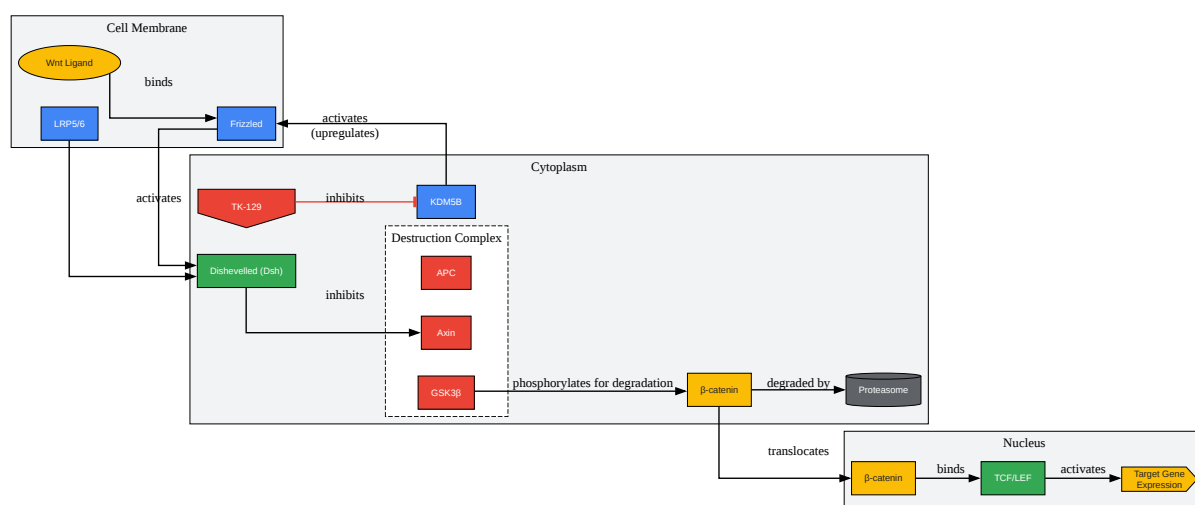 Cell Membrane
Wnt Ligand
binds
LRP5/6
Frizzled
activates
(upregulates)
Cytoplasm
activates
TK-129
inhibits
KDM5B
Destruction Complex
Dishevelled (Dsh)
APC
inhibits
Axin
GSK3β
phosphorylates for degradation
β-catenin
degraded by
Proteasome
translocates
Nucleus
β-catenin
binds
TCF/LEF
activates
Target Gene
Expression